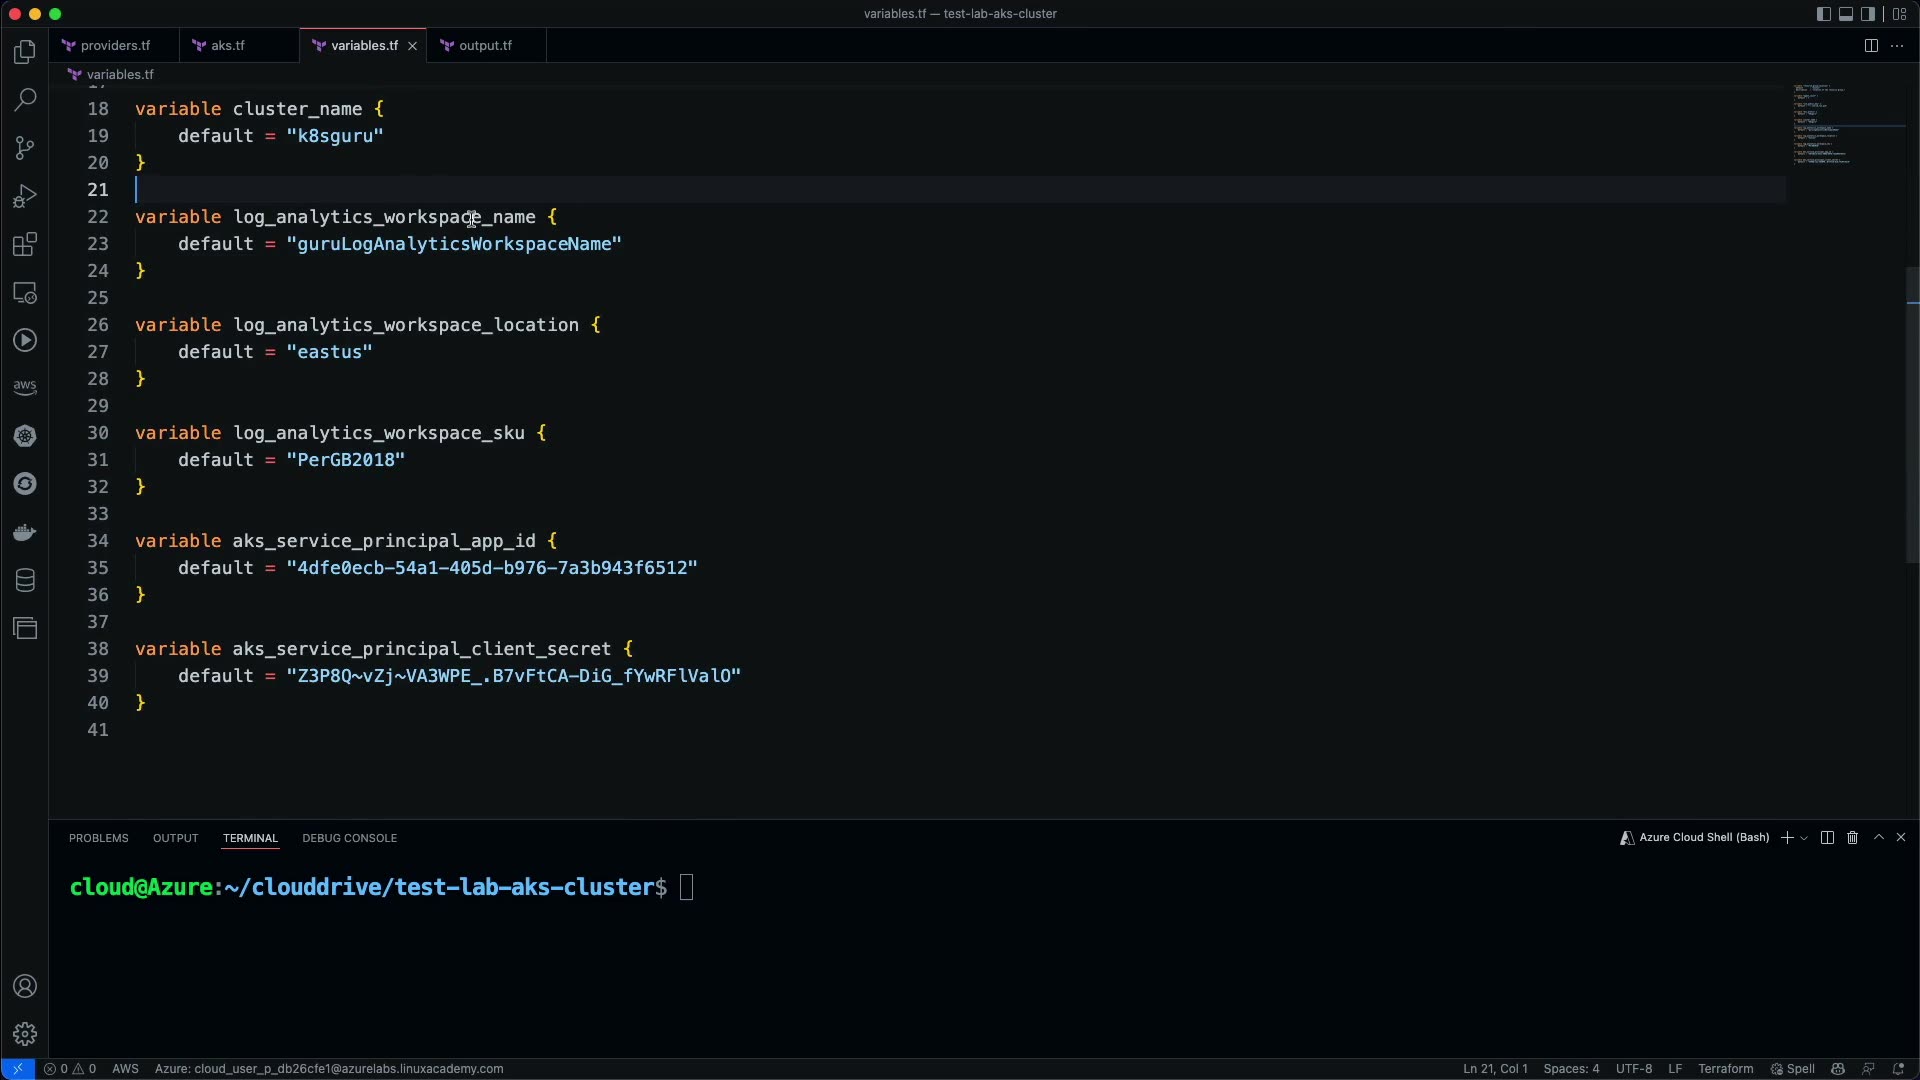 variables.tf — test-lab-aks-cluster
providers.tf
aks.tf
variables.tf
output.tf
variables.tf
18 variable cluster_name {
19 default = "k8sguru"
20 }
21
22 variable log_analytics_workspace_name {
23 default = "guruLogAnalyticsWorkspaceName"
24 }
25
26 variable log_analytics_workspace_location {
27 default = "eastus"
28 }
29
30 variable log_analytics_workspace_sku {
31 default = "PerGB2018"
32 }
33
34 variable aks_service_principal_app_id {
35 default = "4dfe0ecb-54a1-405d-b976-7a3b943f6512"
36 }
37
38 variable aks_service_principal_client_secret {
39 default = "Z3P8Q~vZj~VA3WPE_.B7vFtCA-DiG_fYwRFlValO"
40 }
41
aws
PROBLEMS OUTPUT TERMINAL DEBUG CONSOLE
Azure Cloud Shell (Bash)
cloud@Azure:~/clouddrive/test-lab-aks-cluster$
0 0 AWS Azure: cloud_user_p_db26cfe1@azurelabs.linuxacademy.com
Ln 21, Col 1 Spaces: 4 UTF-8 LF Terraform Spell